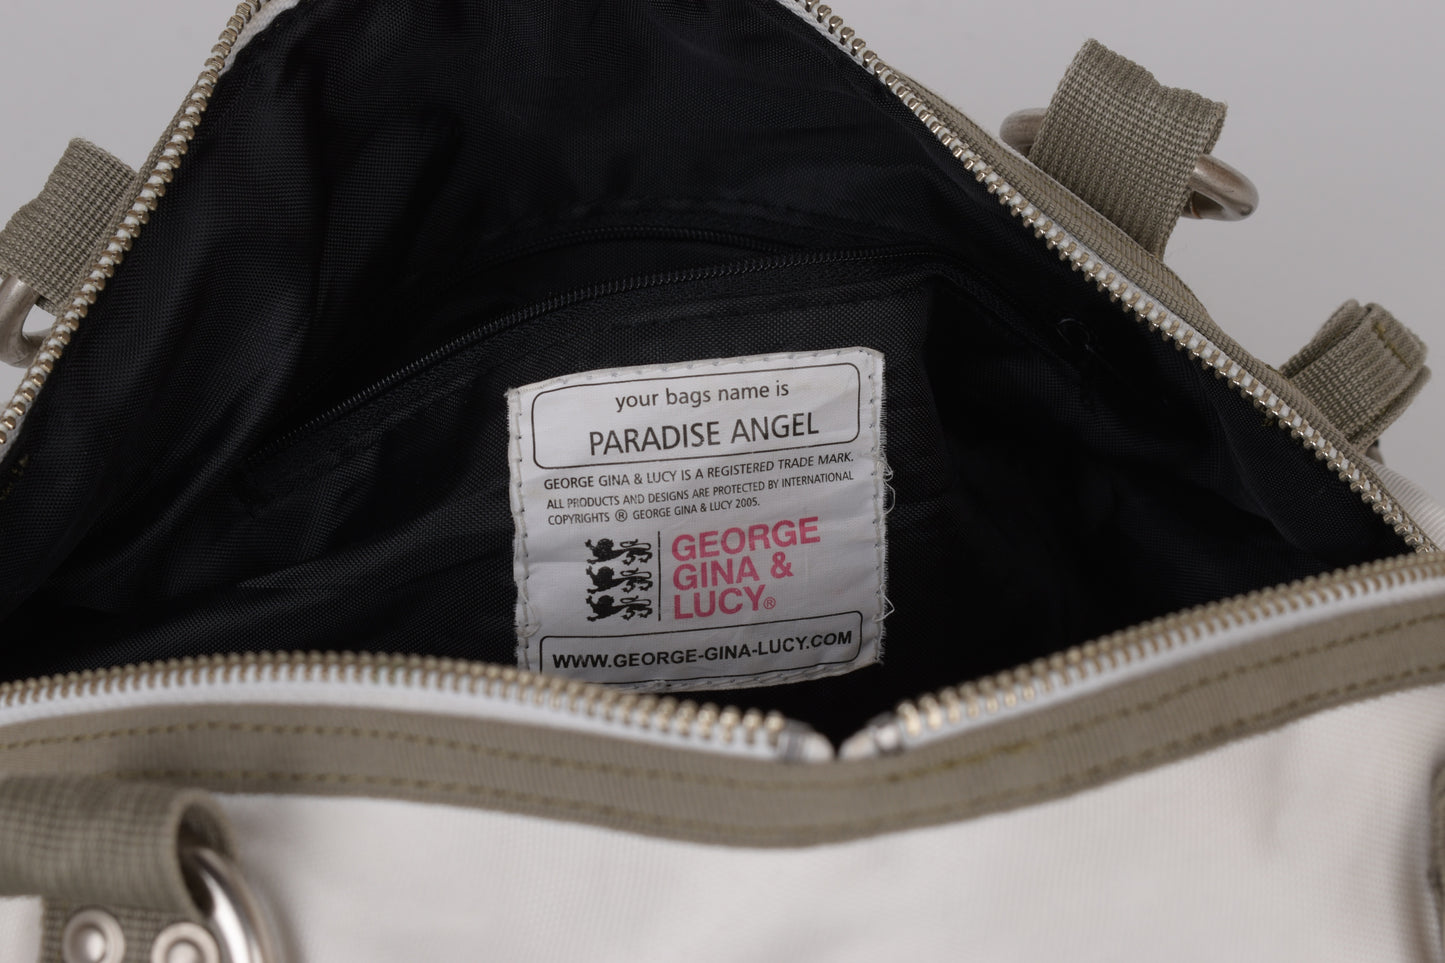 your bags name is
PARADISE ANGEL
GEORGE GINA & LUCY IS A REGISTERED TRADE MARK.
ALL PRODUCTS AND DESIGNS ARE PROTECTED BY INTERNATIONAL
COPYRIGHTS ® GEORGE GINA & LUCY 2005.
GEORGE
GINA &
LUCY®
WWW.GEORGE-GINA-LUCY.COM